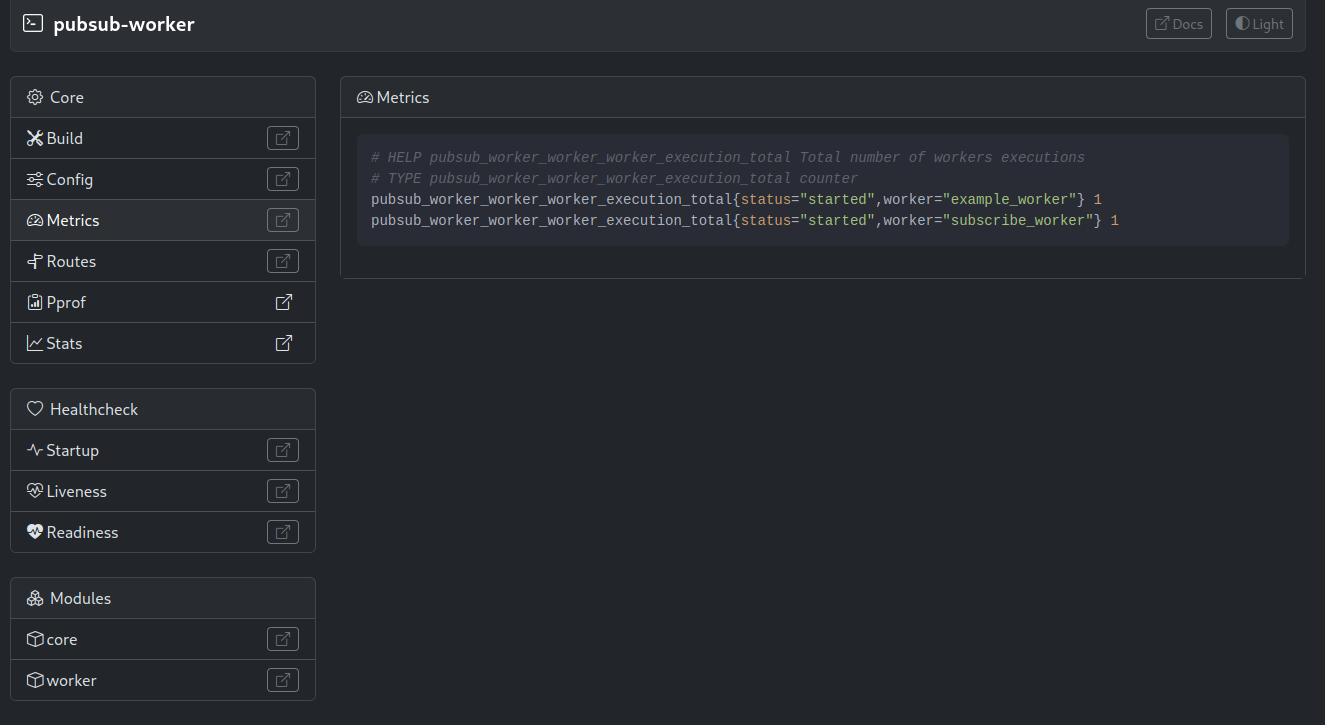 pubsub-worker
Docs
Light
Core
Build
Config
Metrics
Routes
Pprof
Stats
Healthcheck
Startup
Liveness
Readiness
Modules
core
worker
Metrics
# HELP pubsub_worker_worker_worker_execution_total Total number of workers executions
# TYPE pubsub_worker_worker_worker_execution_total counter
pubsub_worker_worker_worker_execution_total{status="started",worker="example_worker"} 1
pubsub_worker_worker_worker_execution_total{status="started",worker="subscribe_worker"} 1